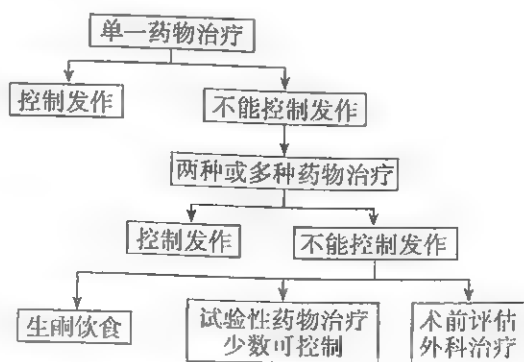 单一药物治疗
控制发作
不能控制发作
两种或多种药物治疗
控制发作
不能控制发作
生酮饮食
试验性药物治疗
少数可控制
术前评估
外科治疗